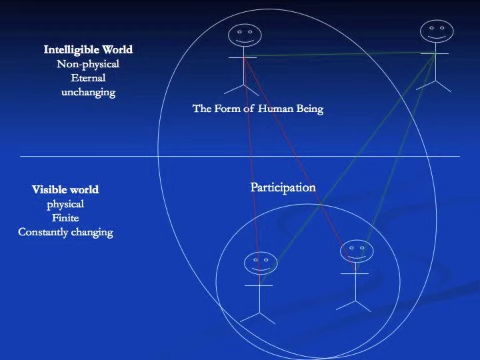 Intelligible World
Non-physical
Eternal
unchanging
The Form of Human Being
Visible world
physical
Finite
Constantly changing
Participation